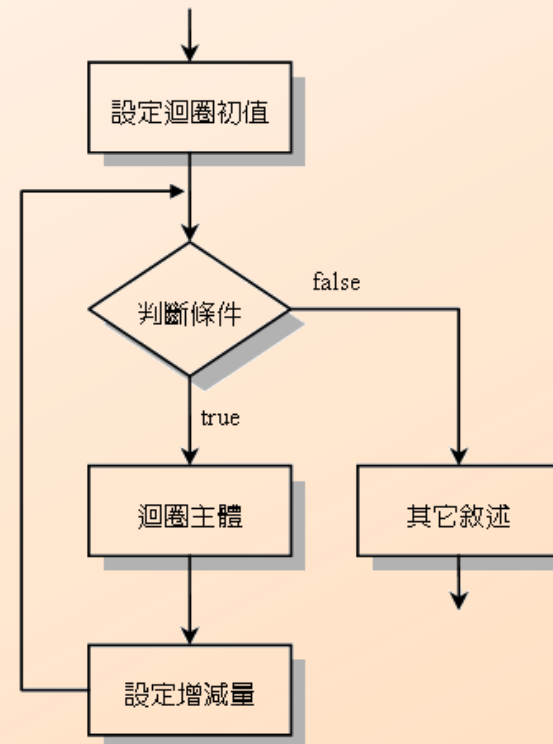 設定迴圈初值
判斷條件
false
true
迴圈主體
其它敘述
設定增減量